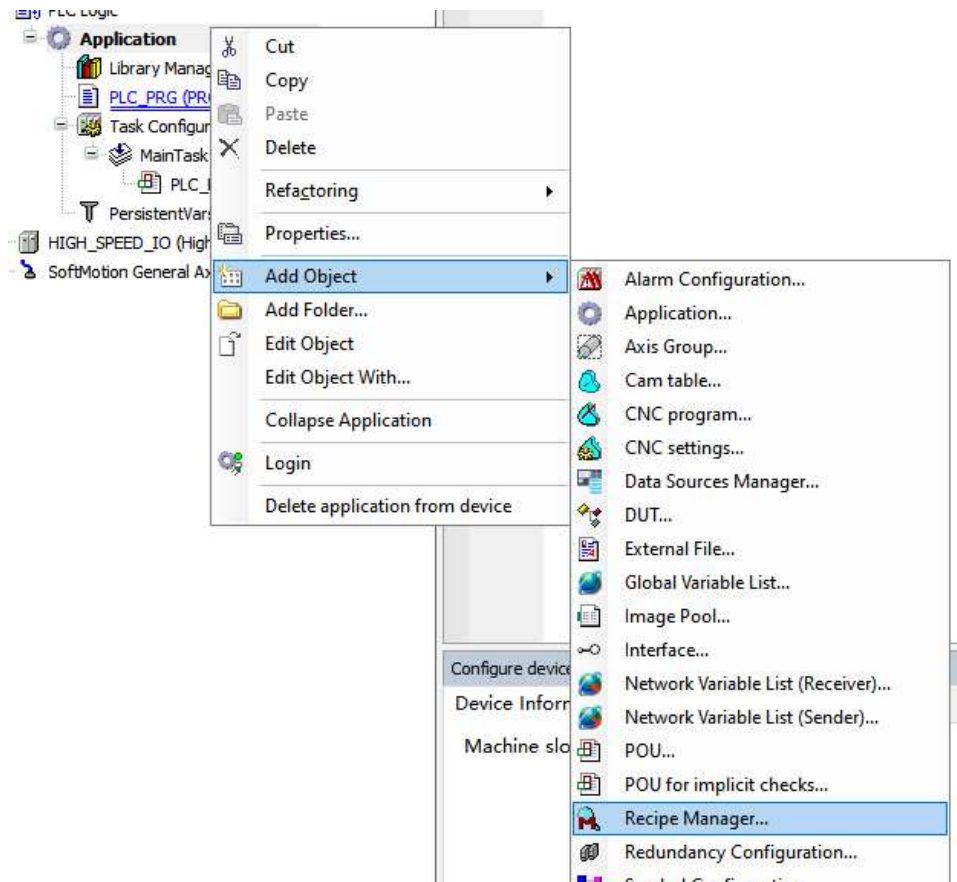 PLC Logic
Application
Library Manag
PLC_PRG (PR
Task Configur
MainTask
PLC_
PersistentVars
HIGH_SPEED_IO (High
SoftMotion General Ax
Cut
Copy
Paste
Delete
Refactoring
Properties...
Add Object
Add Folder...
Edit Object
Edit Object With...
Collapse Application
Login
Delete application from device
Alarm Configuration...
Application...
Axis Group...
Cam table...
CNC program...
CNC settings...
Data Sources Manager...
DUT...
External File...
Global Variable List...
Image Pool...
Interface...
Network Variable List (Receiver)...
Network Variable List (Sender)...
POU...
POU for implicit checks...
Recipe Manager...
Redundancy Configuration...
Configure device
Device Inform
Machine slo